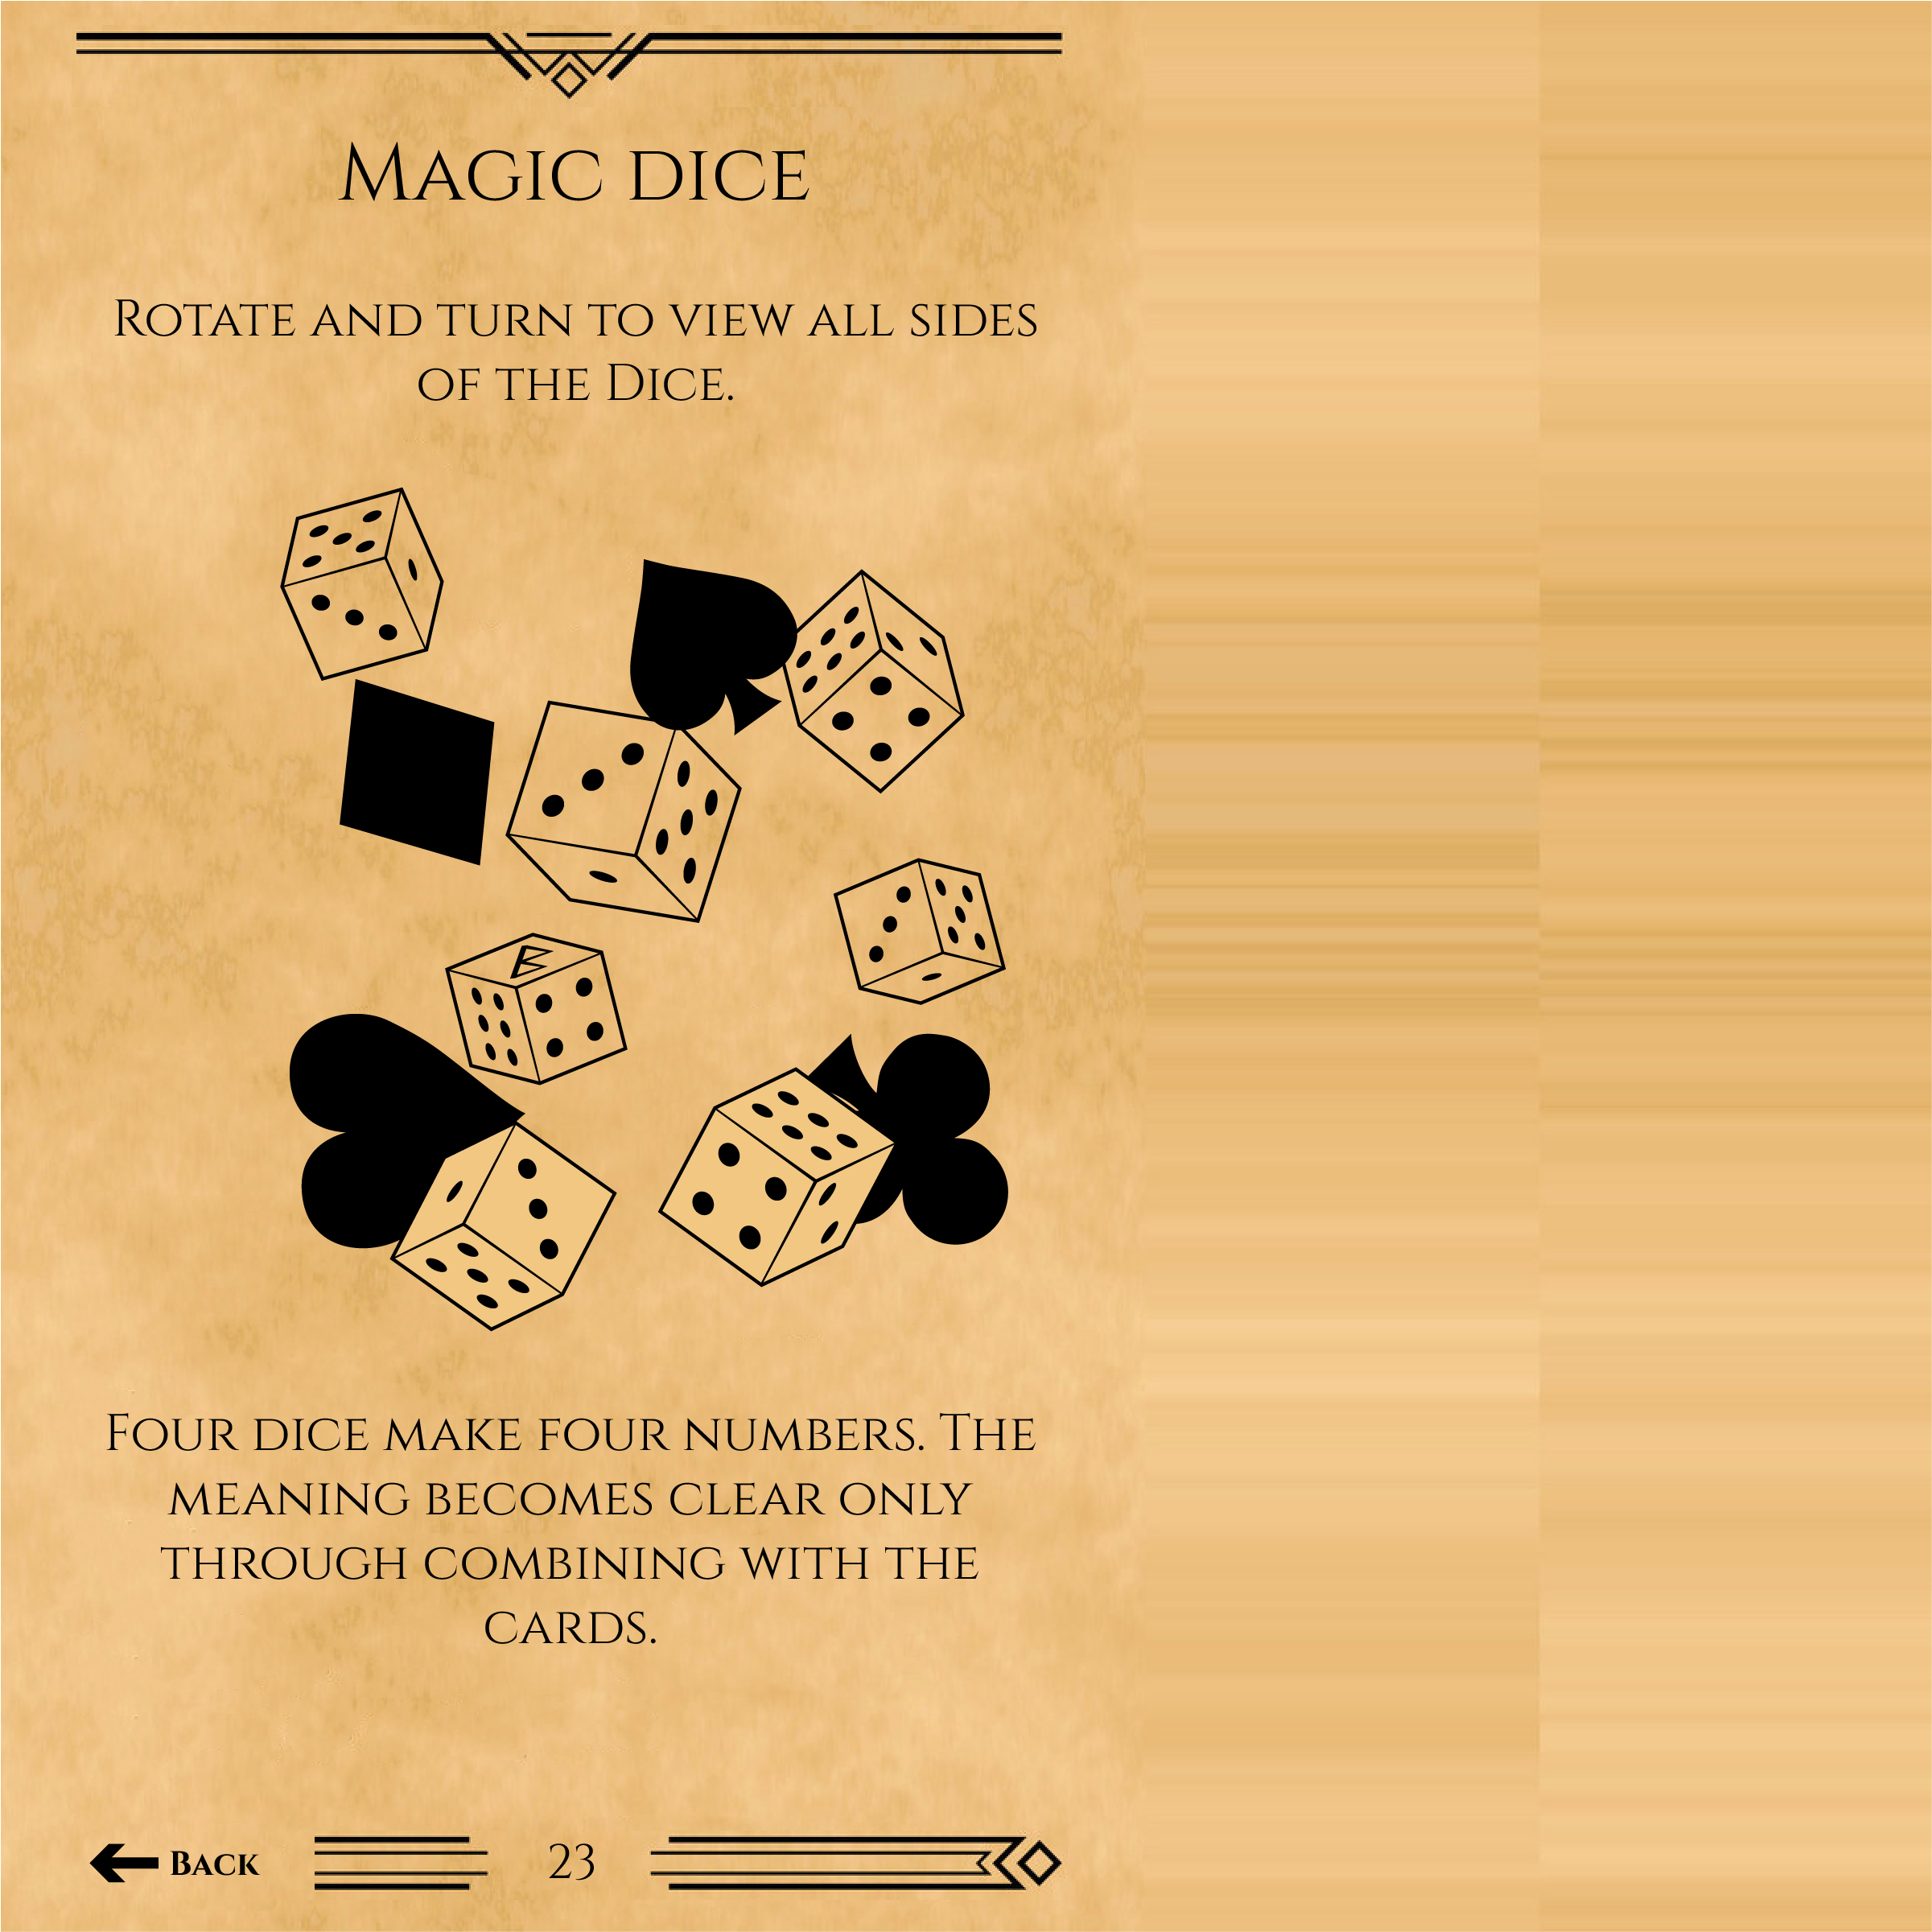 Magic dice
Rotate and turn to view all sides
of the Dice.
E
Four dice make four numbers. The
meaning becomes clear only
through combining with the
cards.
Back
23